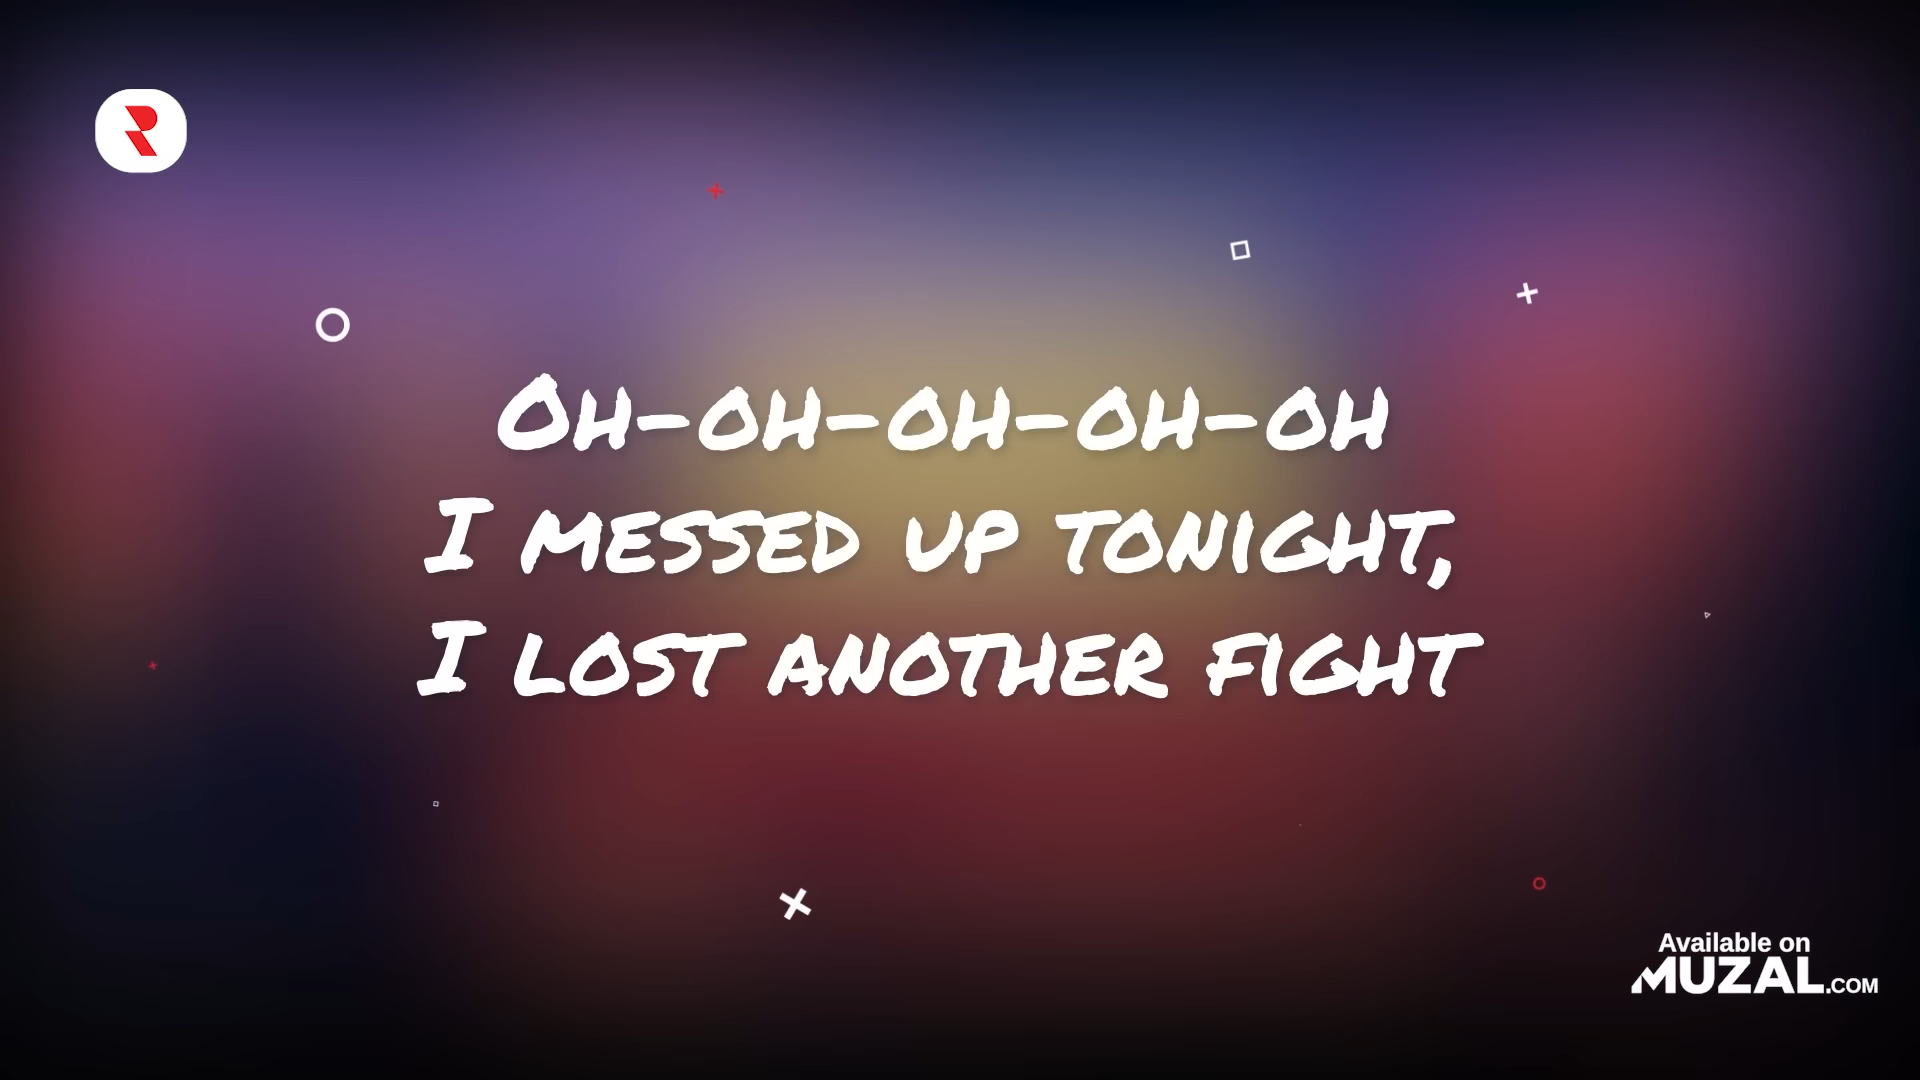 Oh-oh-oh-oh-oh
I messed up tonight,
I lost another fight
Available on
MUZAL.COM